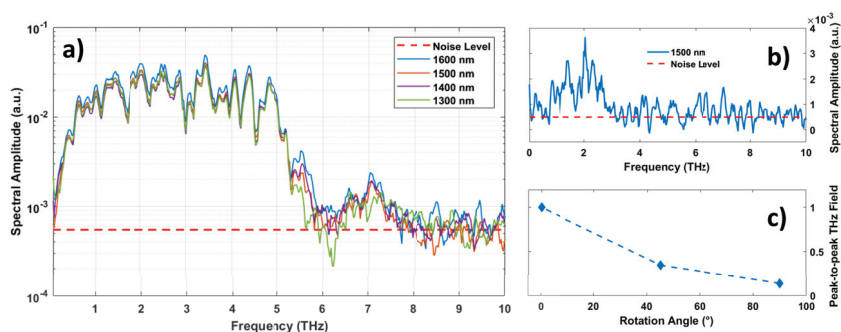 a)
10⁻¹
10⁻²
10⁻³
10⁻⁴
Spectral Amplitude (a.u.)
1 2 3 4 5 6 7 8 9 10
Frequency (THz)
Noise Level
1600 nm
1500 nm
1400 nm
1300 nm
b)
×10⁻³
4
3
2
1
0
Spectral Amplitude (a.u.)
1500 nm
Noise Level
0 2 4 6 8 10
Frequency (THz)
c)
1
0.5
0
Peak-to-peak THz Field
0 20 40 60 80 100
Rotation Angle (°)